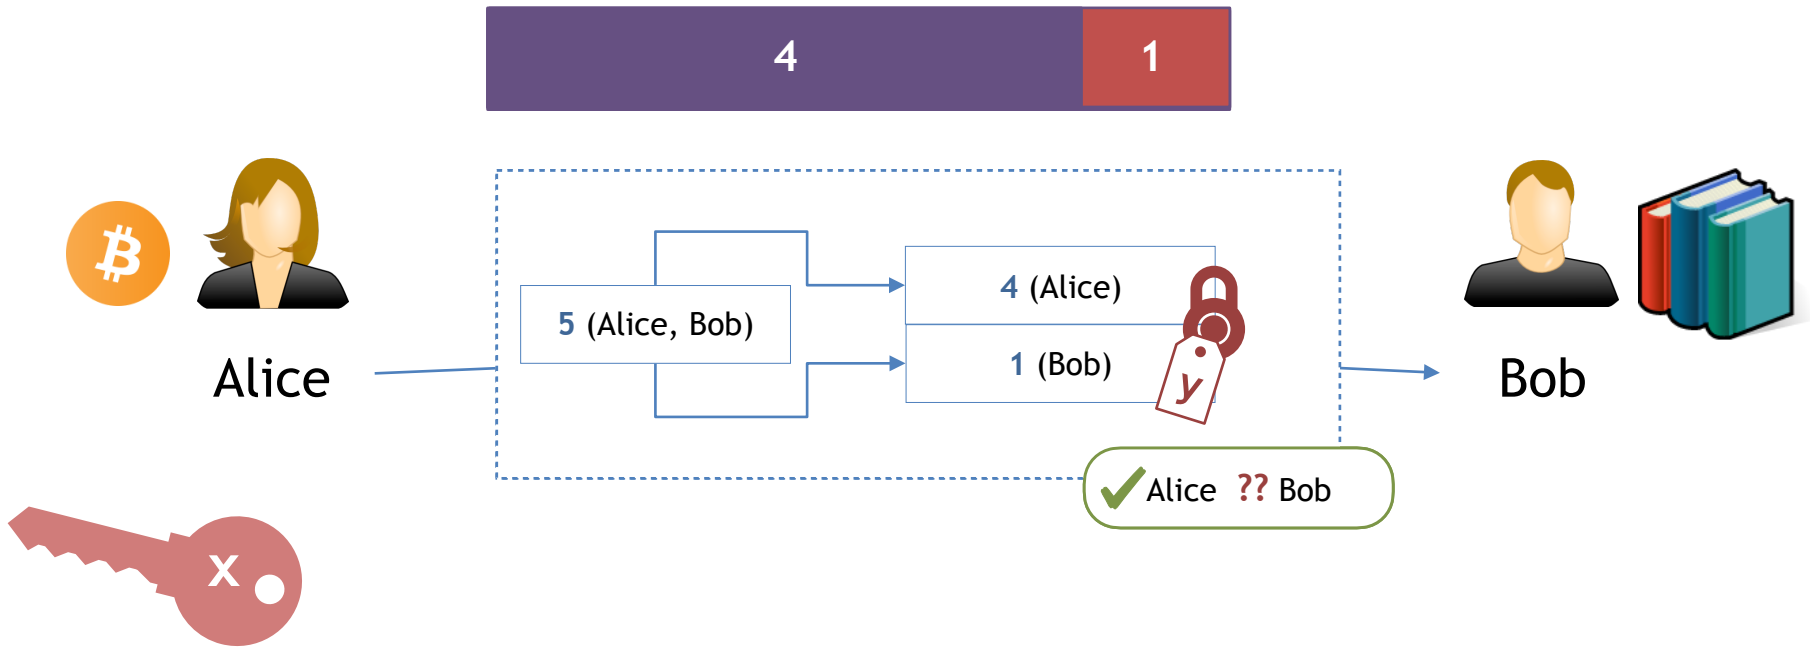 4 1
4 (Alice)
5 (Alice, Bob)
1 (Bob)
y
Alice
Bob
✓ Alice ?? Bob
x